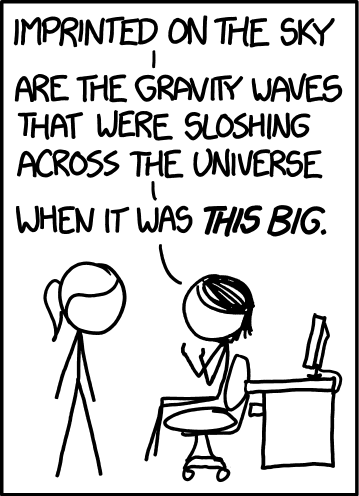 IMPRINTED ON THE SKY
ARE THE GRAVITY WAVES
THAT WERE SLOSHING
ACROSS THE UNIVERSE
WHEN IT WAS THIS BIG.